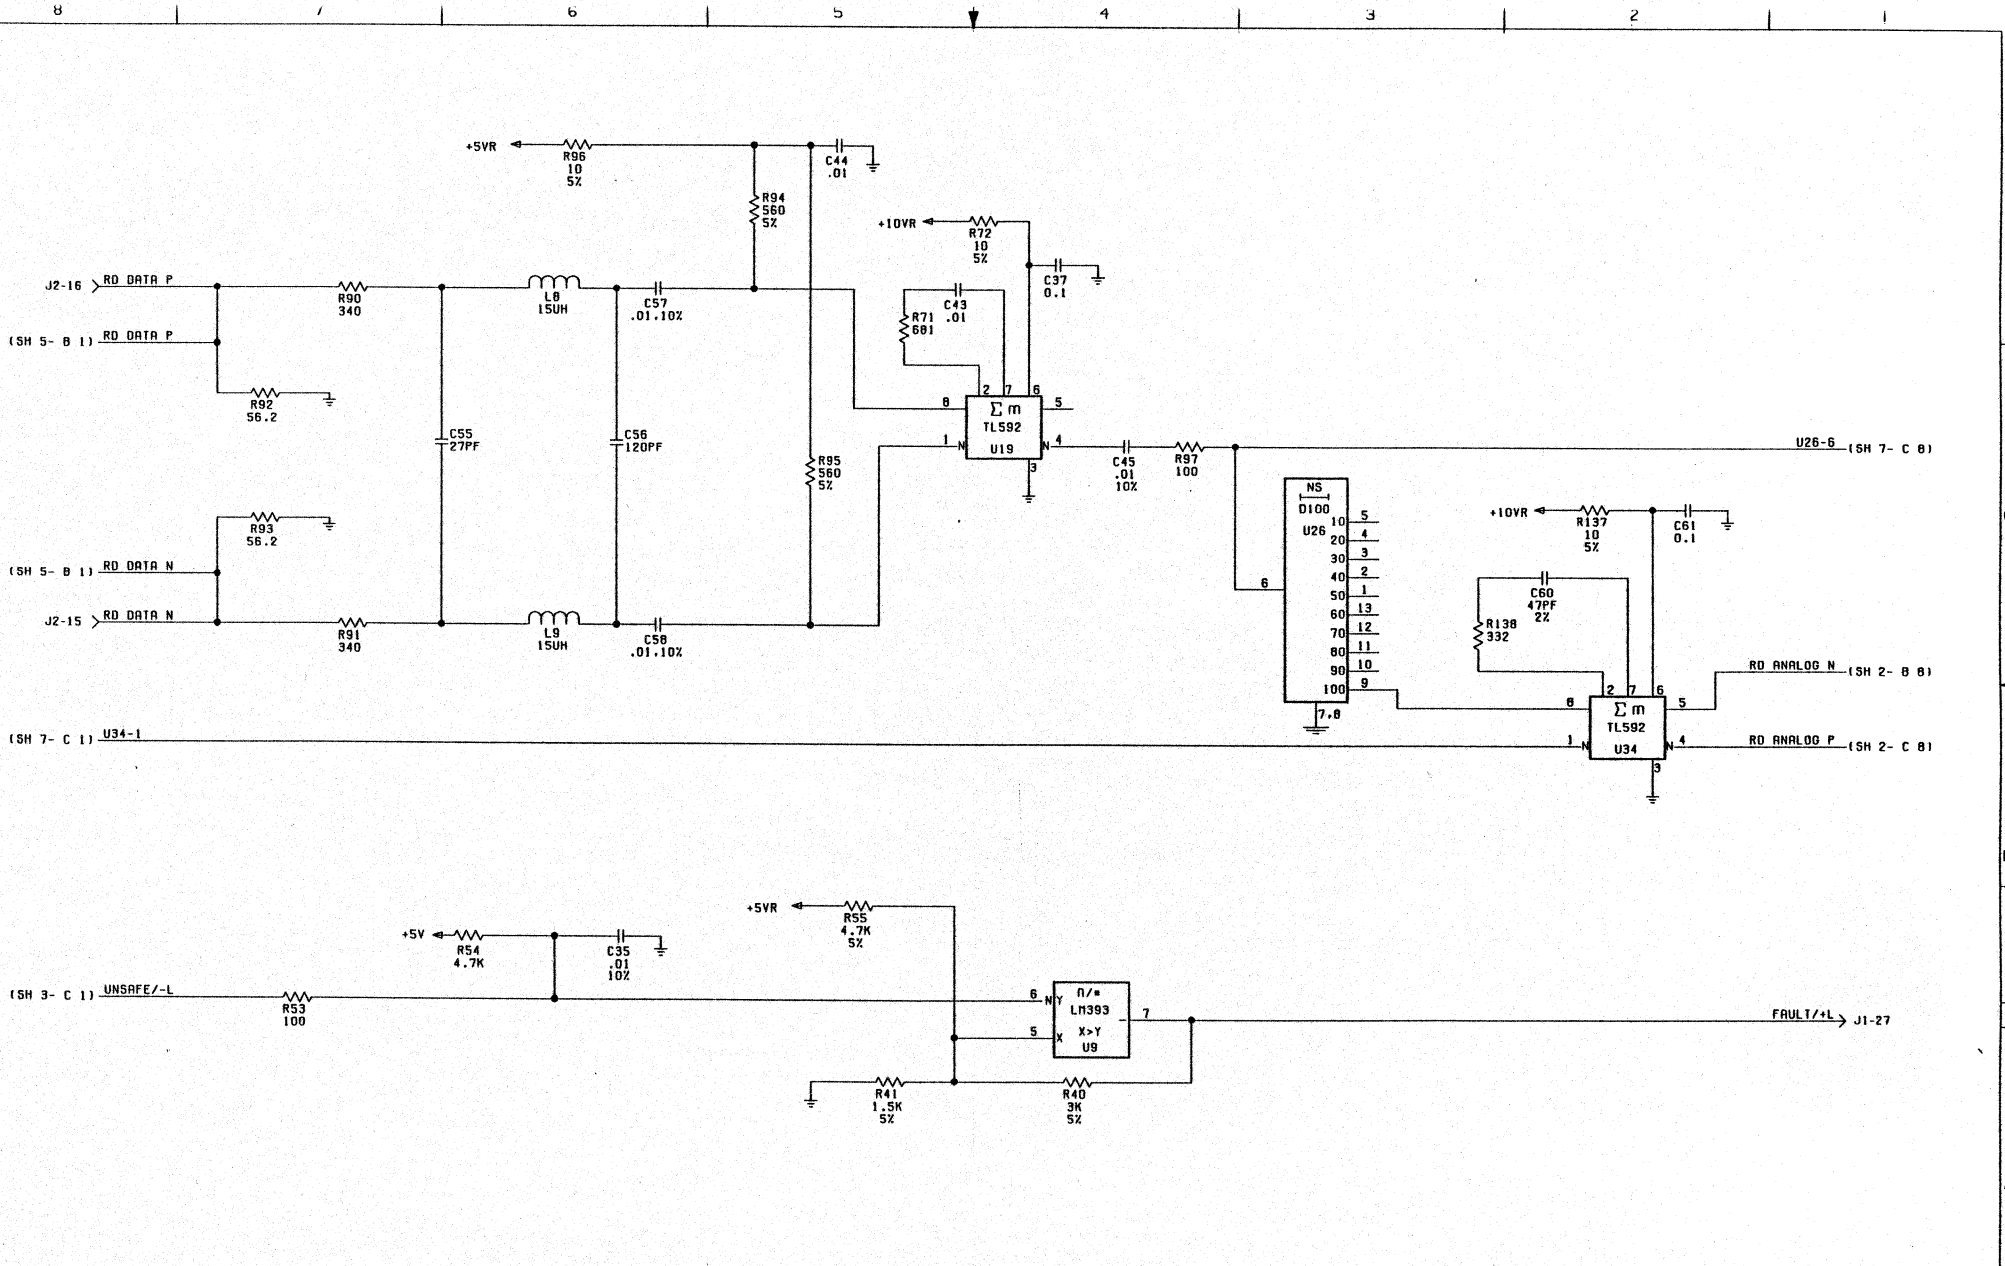 8 7 6 5 4 3 2 1
+5VR
R96
10
5%
C44
.01
R94
560
5%
+10VR
R72
10
5%
C37
0.1
J2-16 RD DATA P
R90
340
L8
15UH
C57
.01,10%
C43
.01
R71
681
(SH 5- B 1) RD DATA P
R92
56.2
C55
27PF
C56
120PF
2 7 6
8 Σ m 5
TL592
1 N U19 N 4
3
R95
560
5%
C45
.01
10%
R97
100
U26-6 (SH 7- C 8)
R93
56.2
NS
D100
U26
10 5
20 4
30 3
40 2
50 1
60 13
70 12
80 11
90 10
100 9
6
7,8
+10VR
R137
10
5%
C61
0.1
(SH 5- B 1) RD DATA N
J2-15 RD DATA N
R91
340
L9
15UH
C58
.01,10%
C60
47PF
2%
R138
332
RD ANALOG N (SH 2- B 8)
2 7 6
8 Σ m 5
TL592
1 N U34 N 4
3
(SH 7- C 1) U34-1
RD ANALOG P (SH 2- C 8)
+5VR
R55
4.7K
5%
+5V
R54
4.7K
C35
.01
10%
(SH 3- C 1) UNSAFE/-L
R53
100
6 N Y Π/*
LM393
7
5 X X>Y
U9
FAULT/+L J1-27
R41
1.5K
5%
R40
3K
5%